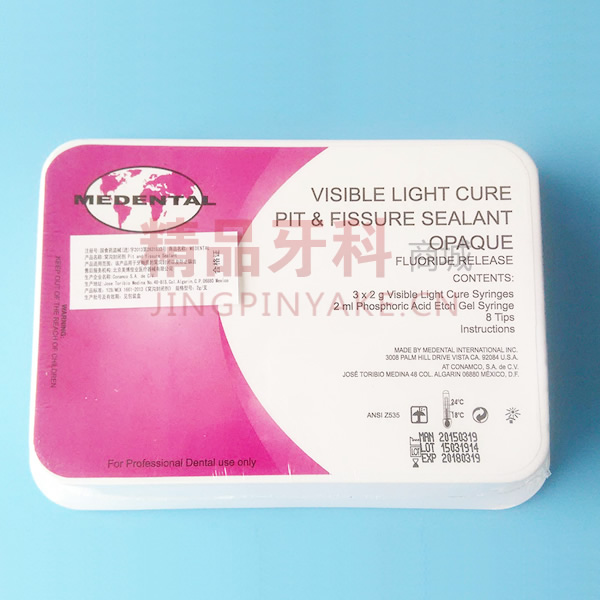 MEDENTAL
VISIBLE LIGHT CURE
PIT & FISSURE SEALANT
OPAQUE
FLUORIDE RELEASE
CONTENTS:
3 x 2 g Visible Light Cure Syringes
2 ml Phosphoric Acid Etch Gel Syringe
8 Tips
Instructions
MADE BY MEDENTAL INTERNATIONAL INC.
3008 PALM HILL DRIVE VISTA CA. 92084 U.S.A.
AT CONAMCO, S.A. de C.V.
JOSÉ TORIBIO MEDINA 48 COL. ALGARIN 06880 MÉXICO, D.F.
ANSI Z535
24°C
18°C
MAN 20150319
LOT 15031914
EXP 20180319
WARNING:
KEEP OUT OF THE REACH OF CHILDREN
For Professional Dental use only
精品牙科
商城
JINGPINYAKE.CN